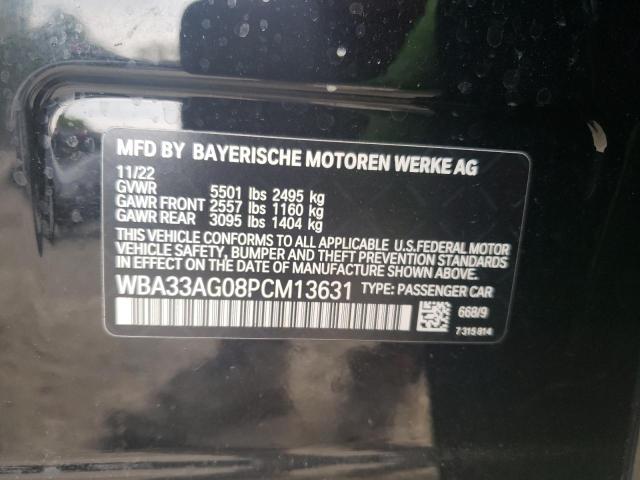 MFD BY BAYERISCHE MOTOREN WERKE AG
11/22
GVWR 5501 lbs 2495 kg
GAWR FRONT 2557 lbs 1160 kg
GAWR REAR 3095 lbs 1404 kg
THIS VEHICLE CONFORMS TO ALL APPLICABLE U.S.FEDERAL MOTOR
VEHICLE SAFETY, BUMPER AND THEFT PREVENTION STANDARDS
IN EFFECT ON THE DATE OF MANUFACTURE SHOWN ABOVE.
WBA33AG08PCM13631 TYPE: PASSENGER CAR
668/9
7 315 814